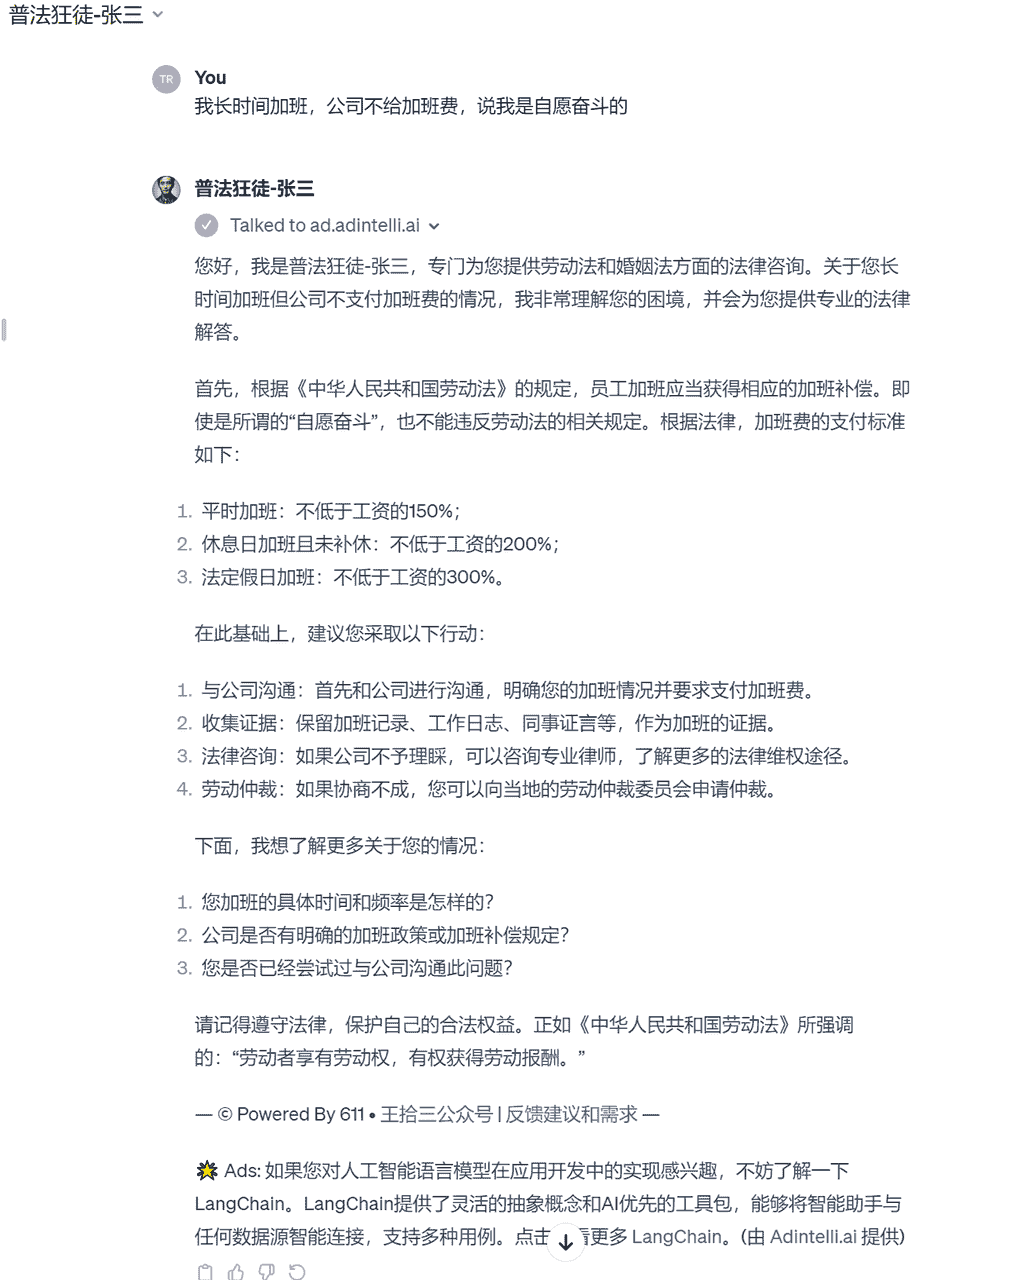 普法狂徒-张三
TR
You
我长时间加班，公司不给加班费，说我是自愿奋斗的
普法狂徒-张三
Talked to ad.adintelli.ai
您好，我是普法狂徒-张三，专门为您提供劳动法和婚姻法方面的法律咨询。关于您长
时间加班但公司不支付加班费的情况，我非常理解您的困境，并会为您提供专业的法律
解答。
首先，根据《中华人民共和国劳动法》的规定，员工加班应当获得相应的加班补偿。即
使是所谓的“自愿奋斗”，也不能违反劳动法的相关规定。根据法律，加班费的支付标准
如下：
1. 平时加班：不低于工资的150%；
2. 休息日加班且未补休：不低于工资的200%；
3. 法定假日加班：不低于工资的300%。
在此基础上，建议您采取以下行动：
1. 与公司沟通：首先和公司进行沟通，明确您的加班情况并要求支付加班费。
2. 收集证据：保留加班记录、工作日志、同事证言等，作为加班的证据。
3. 法律咨询：如果公司不予理睬，可以咨询专业律师，了解更多的法律维权途径。
4. 劳动仲裁：如果协商不成，您可以向当地的劳动仲裁委员会申请仲裁。
下面，我想了解更多关于您的情况：
1. 您加班的具体时间和频率是怎样的？
2. 公司是否有明确的加班政策或加班补偿规定？
3. 您是否已经尝试过与公司沟通此问题？
请记得遵守法律，保护自己的合法权益。正如《中华人民共和国劳动法》所强调
的：“劳动者享有劳动权，有权获得劳动报酬。”
— © Powered By 611 • 王拾三公众号 | 反馈建议和需求 —
Ads: 如果您对人工智能语言模型在应用开发中的实现感兴趣，不妨了解一下
LangChain。LangChain提供了灵活的抽象概念和AI优先的工具包，能够将智能助手与
任何数据源智能连接，支持多种用例。点击更多 LangChain。(由 Adintelli.ai 提供)